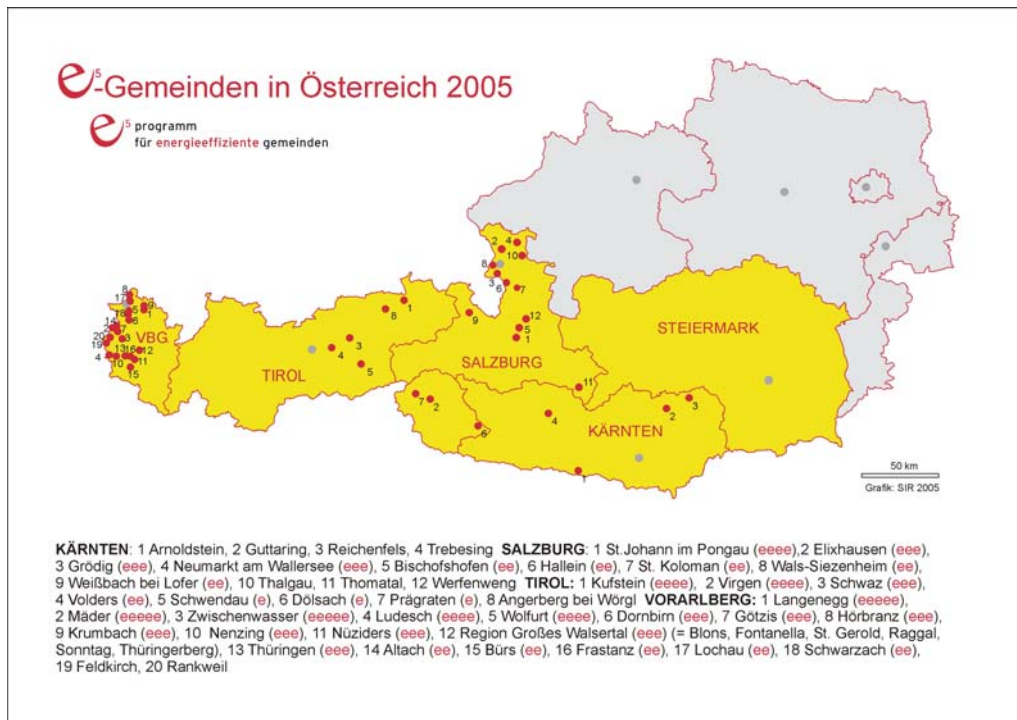 e5-Gemeinden in Österreich 2005
e5 programm
für energieeffiziente gemeinden
VBG
TIROL
SALZBURG
STEIERMARK
KÄRNTEN
50 km
Grafik: SIR 2005
KÄRNTEN: 1 Arnoldstein, 2 Guttaring, 3 Reichenfels, 4 Trebesing SALZBURG: 1 St.Johann im Pongau (eeee),2 Elixhausen (eee),
3 Grödig (eee), 4 Neumarkt am Wallersee (eee), 5 Bischofshofen (ee), 6 Hallein (ee), 7 St. Koloman (ee), 8 Wals-Siezenheim (ee),
9 Weißbach bei Lofer (ee), 10 Thalgau, 11 Thomatal, 12 Werfenweng TIROL: 1 Kufstein (eeee), 2 Virgen (eeee), 3 Schwaz (eee),
4 Volders (ee), 5 Schwendau (e), 6 Dölsach (e), 7 Prägraten (e), 8 Angerberg bei Wörgl VORARLBERG: 1 Langenegg (eeeee),
2 Mäder (eeeee), 3 Zwischenwasser (eeeee), 4 Ludesch (eeee), 5 Wolfurt (eeee), 6 Dornbirn (eee), 7 Götzis (eee), 8 Hörbranz (eee),
9 Krumbach (eee), 10 Nenzing (eee), 11 Nüziders (eee), 12 Region Großes Walsertal (eee) (= Blons, Fontanella, St. Gerold, Raggal,
Sonntag, Thüringerberg), 13 Thüringen (eee), 14 Altach (ee), 15 Bürs (ee), 16 Frastanz (ee), 17 Lochau (ee), 18 Schwarzach (ee),
19 Feldkirch, 20 Rankweil